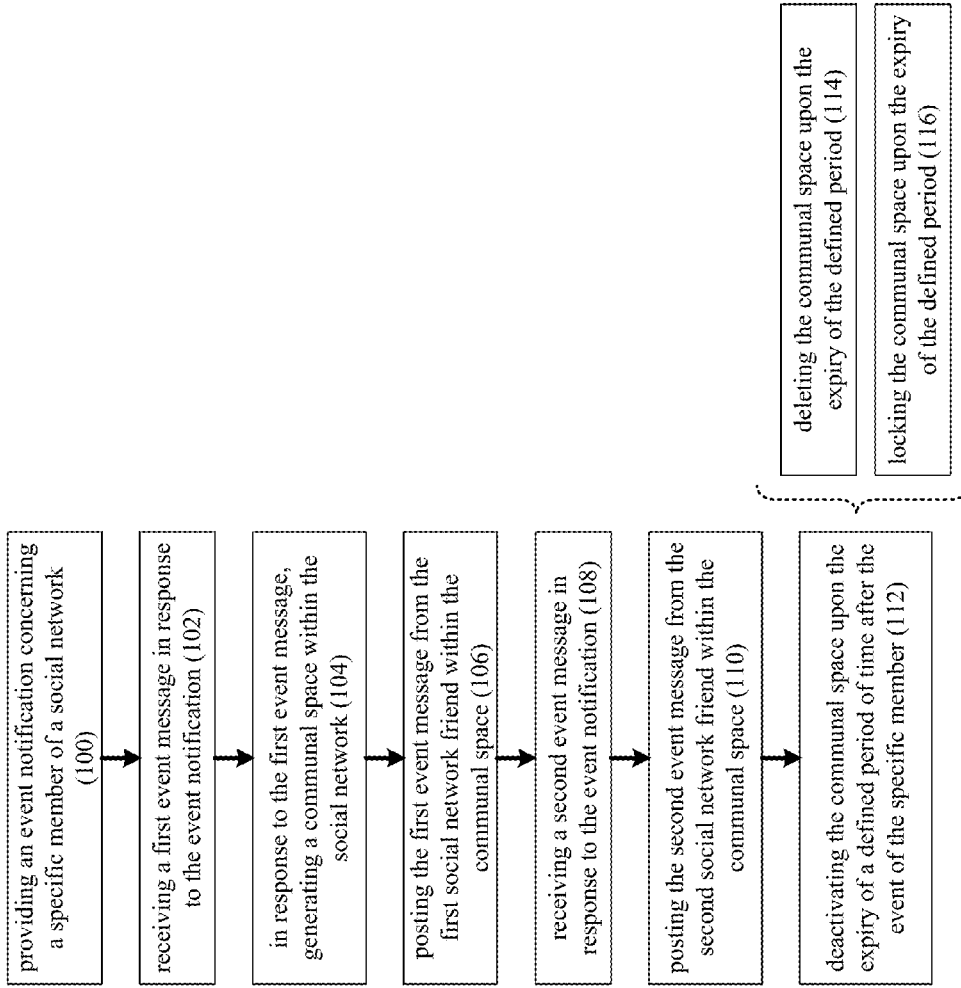 providing an event notification concerning
a specific member of a social network
(100)
receiving a first event message in response
to the event notification (102)
in response to the first event message,
generating a communal space within the
social network (104)
posting the first event message from the
first social network friend within the
communal space (106)
receiving a second event message in
response to the event notification (108)
posting the second event message from the
second social network friend within the
communal space (110)
deactivating the communal space upon the
expiry of a defined period of time after the
event of the specific member (112)
deleting the communal space upon the
expiry of the defined period (114)
locking the communal space upon the expiry
of the defined period (116)